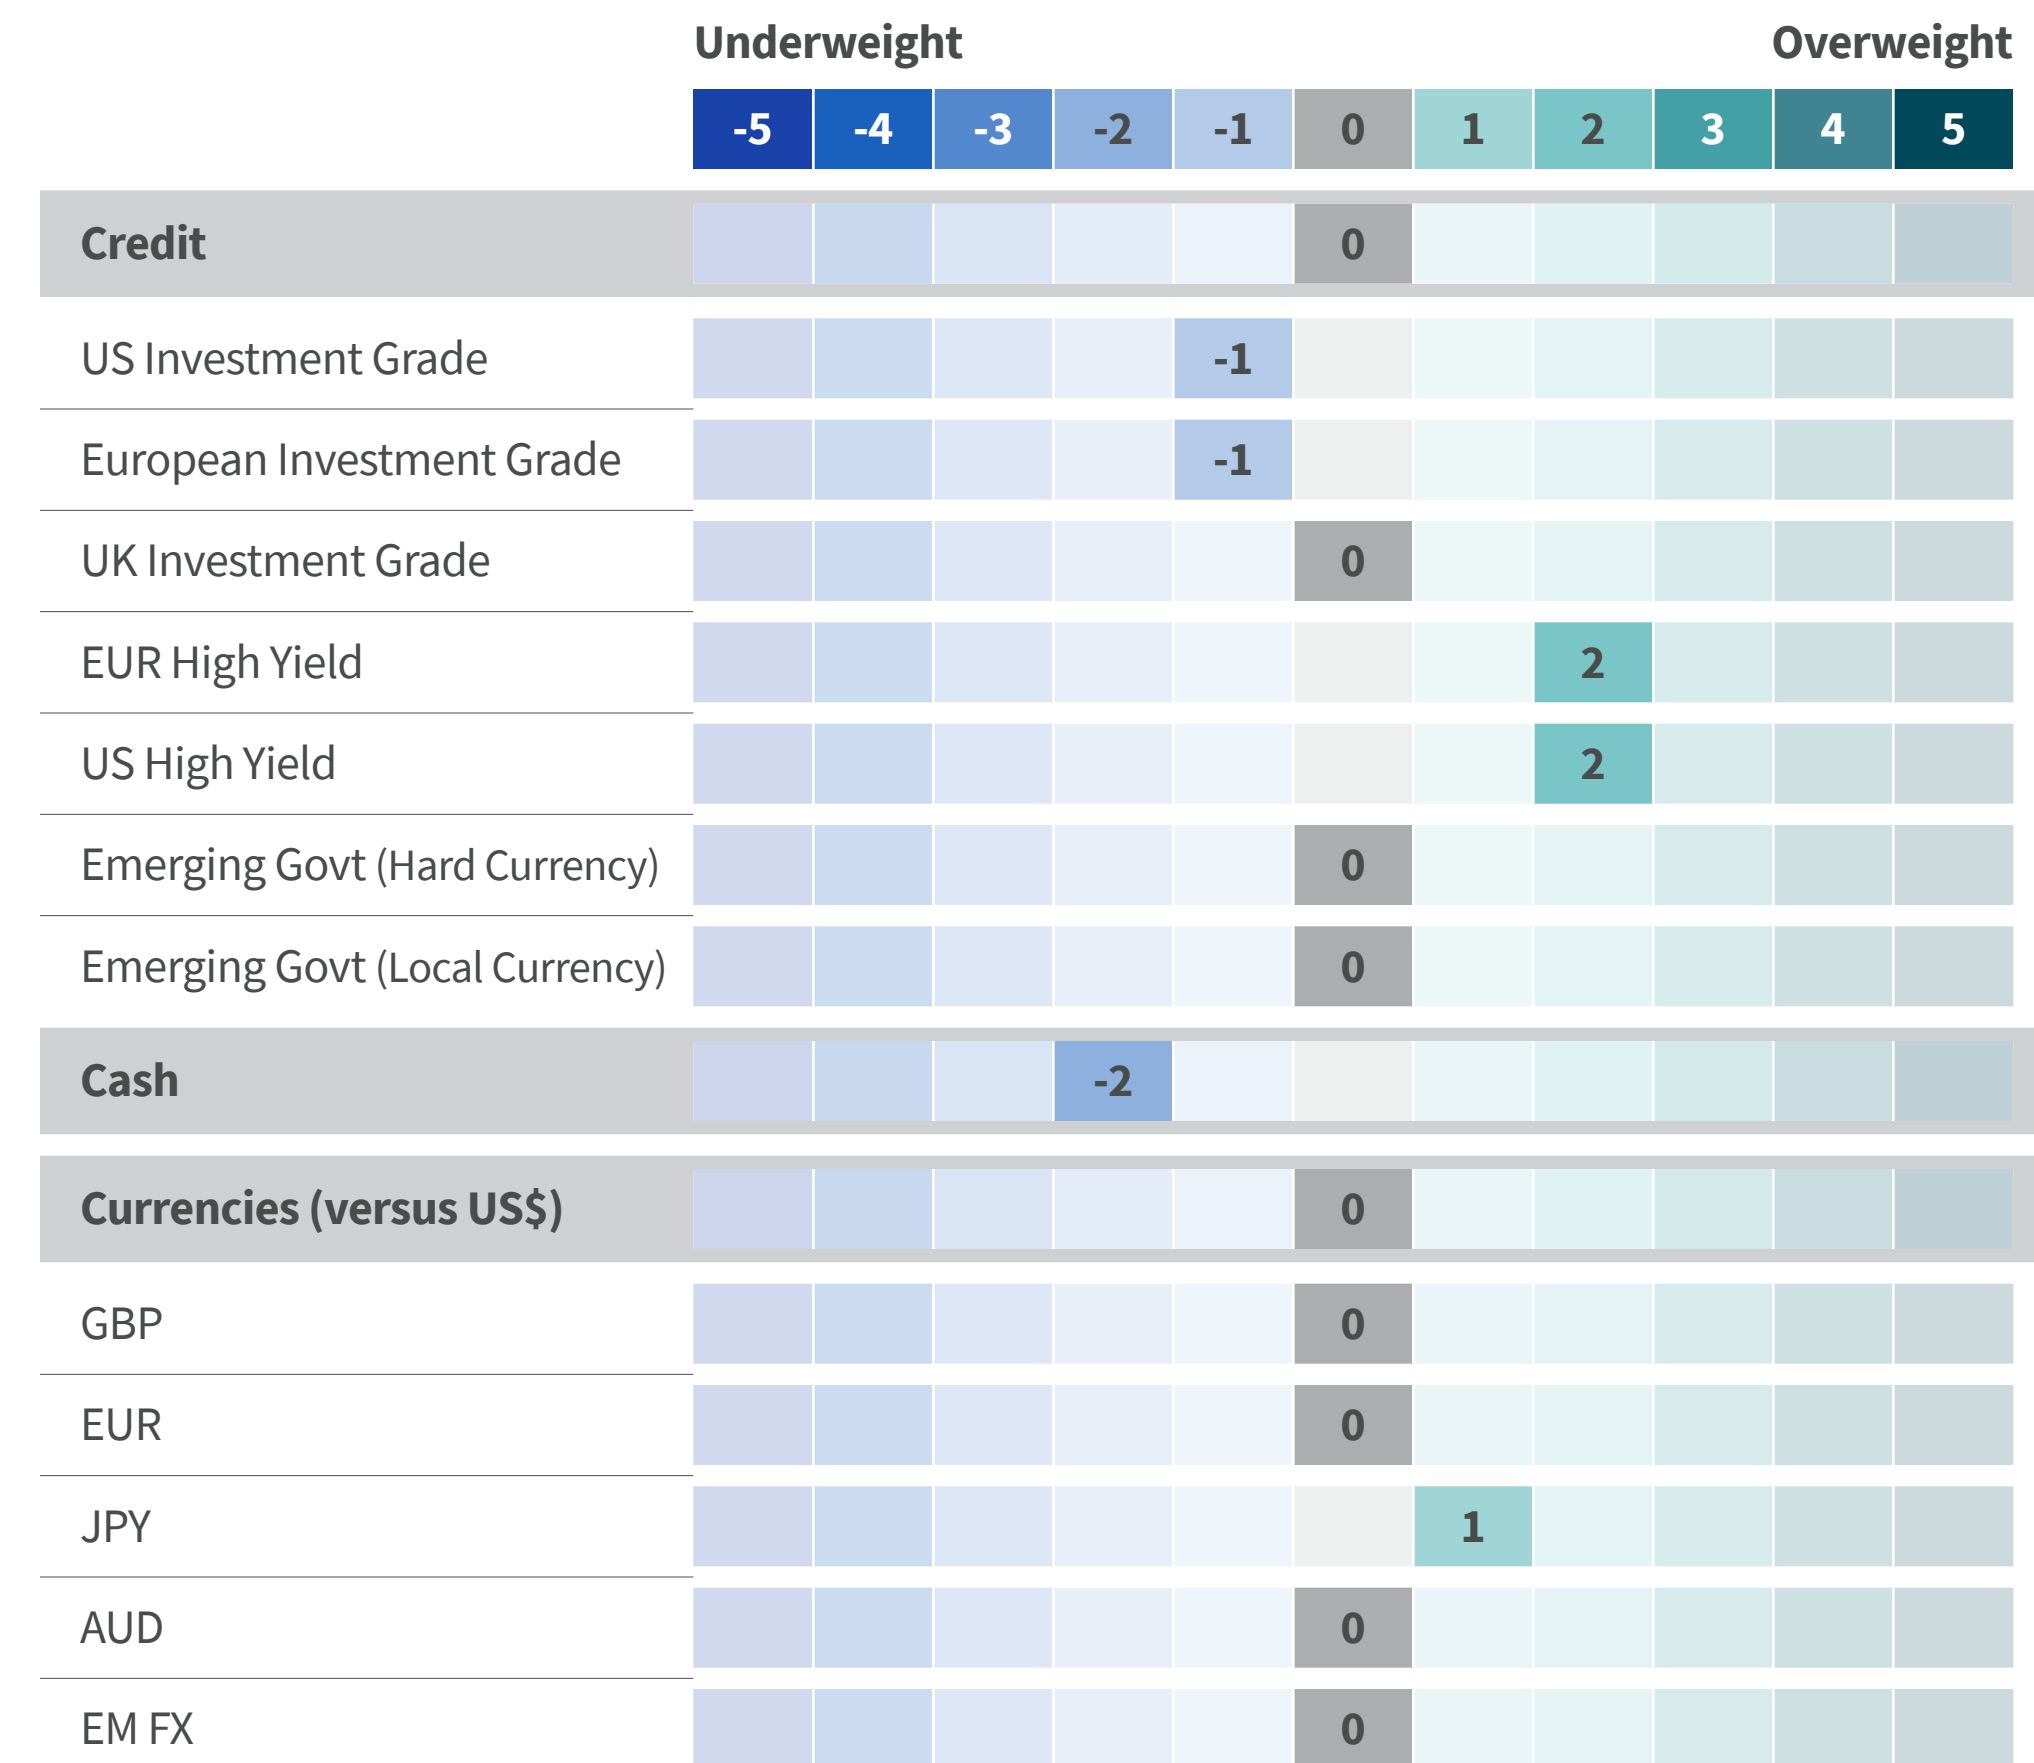 Underweight Overweight
-5 -4 -3 -2 -1 0 1 2 3 4 5
Credit 0
US Investment Grade -1
European Investment Grade -1
UK Investment Grade 0
EUR High Yield 2
US High Yield 2
Emerging Govt (Hard Currency) 0
Emerging Govt (Local Currency) 0
Cash -2
Currencies (versus US$) 0
GBP 0
EUR 0
JPY 1
AUD 0
EM FX 0